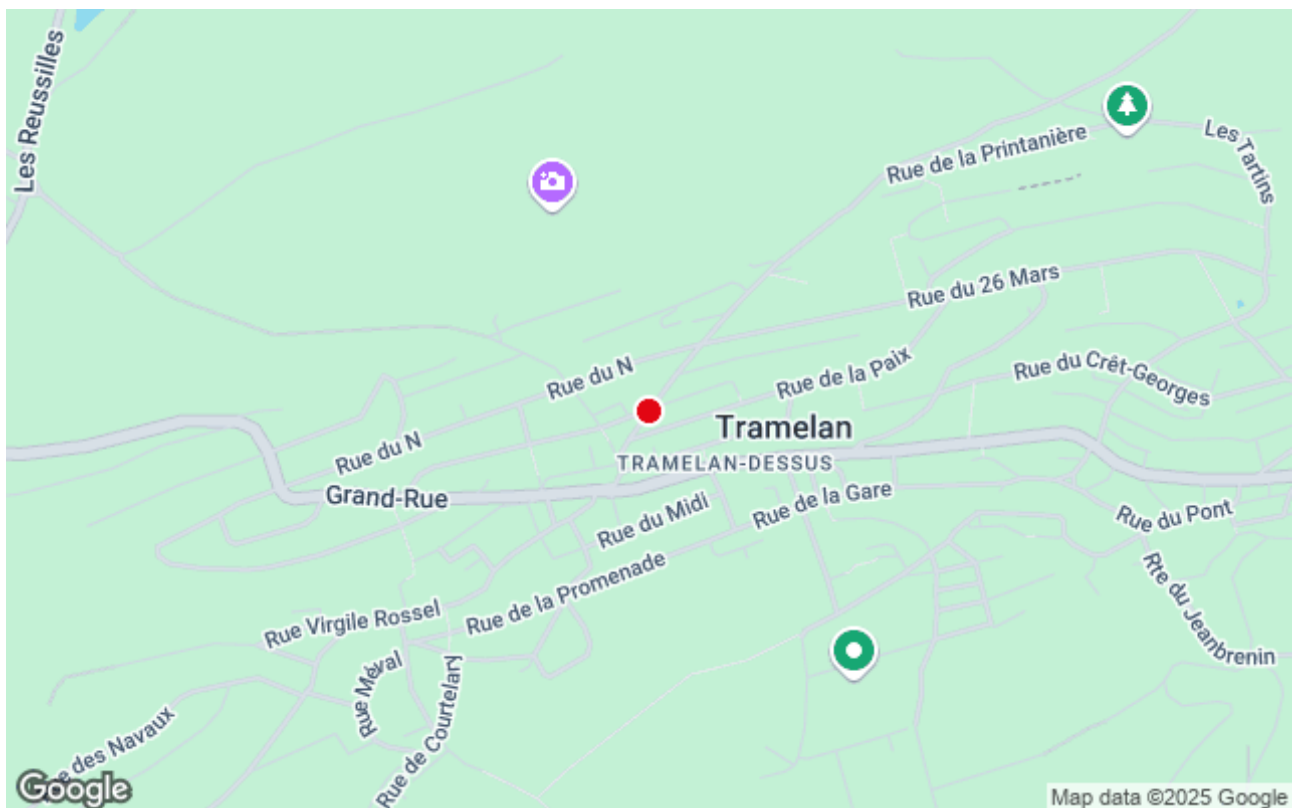 Les Reussilles
Rue de la Printanière
Les Tartins
Rue du 26 Mars
Rue du N
Rue de la Paix
Rue du Crêt-Georges
Tramelan
TRAMELAN-DESSUS
Rue du N
Grand-Rue
Rue du Midi
Rue de la Gare
Rue du Pont
Rue de la Promenade
Rte du Jeanbrenin
Rue Virgile Rossel
Rue Méval
Rue de Courtelary
des Navaux
Google
Map data ©2025 Google